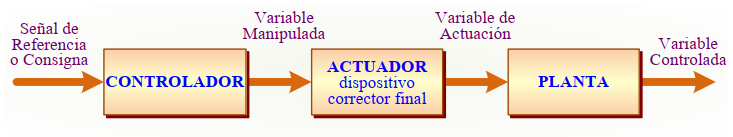 Señal de
Referencia
o Consigna
CONTROLADOR
Variable
Manipulada
ACTUADOR
dispositivo
corrector final
Variable de
Actuación
PLANTA
Variable
Controlada